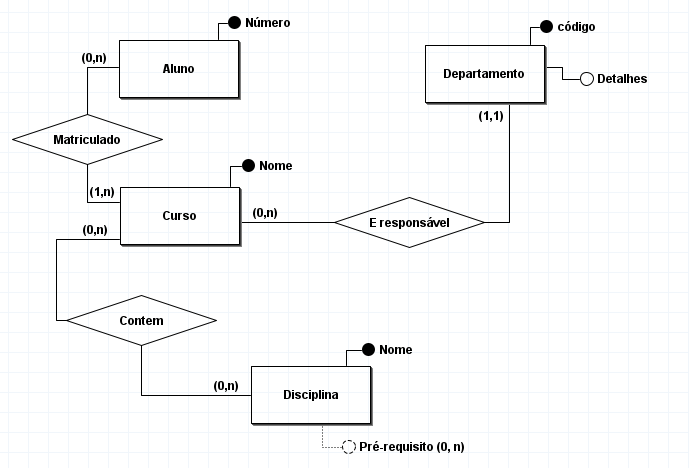 Número
código
(0,n)
Aluno
Departamento
Detalhes
(1,1)
Matriculado
Nome
(1,n)
Curso
(0,n)
E responsável
(0,n)
Contem
Nome
(0,n)
Disciplina
Pré-requisito (0, n)